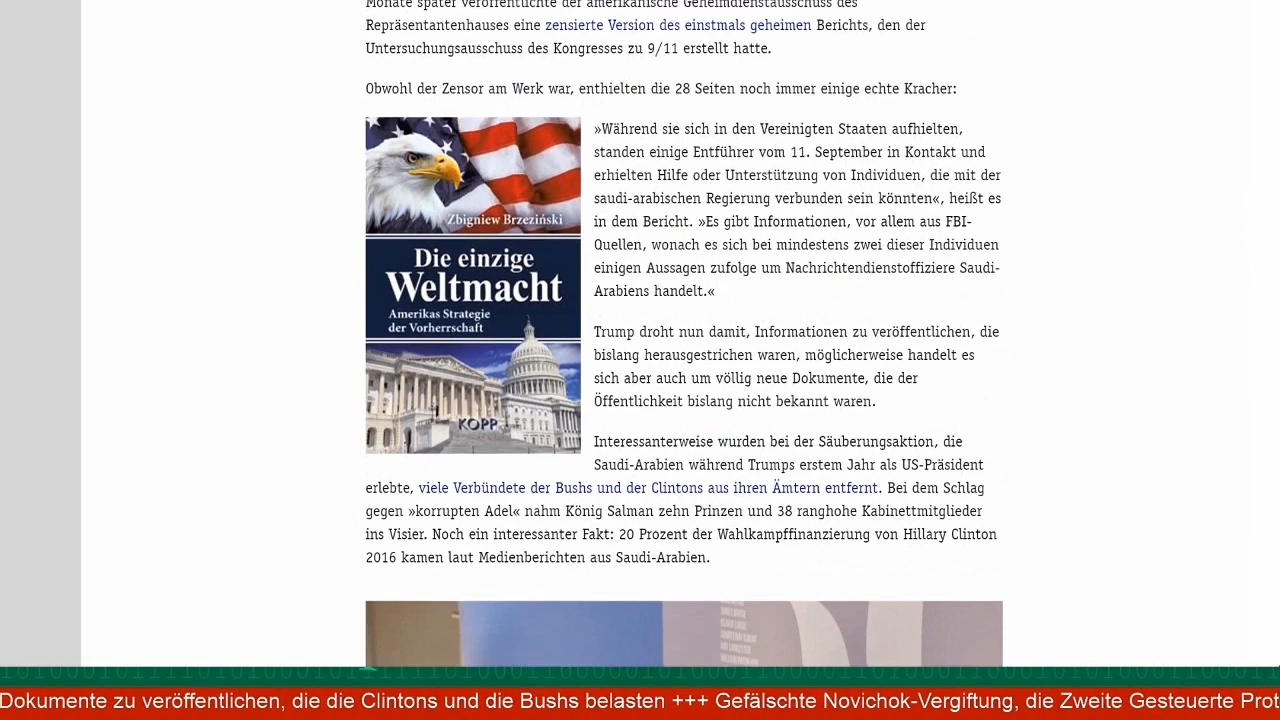 Monate später veröffentlichte der amerikanische Geheimdienstausschuss des
Repräsentantenhauses eine zensierte Version des einstmals geheimen Berichts, den der
Untersuchungsausschuss des Kongresses zu 9/11 erstellt hatte.
Obwohl der Zensor am Werk war, enthielten die 28 Seiten noch immer einige echte Kracher:
Zbigniew Brzeziński
Die einzige
Weltmacht
Amerikas Strategie
der Vorherrschaft
KOPP
»Während sie sich in den Vereinigten Staaten aufhielten,
standen einige Entführer vom 11. September in Kontakt und
erhielten Hilfe oder Unterstützung von Individuen, die mit der
saudi-arabischen Regierung verbunden sein könnten«, heißt es
in dem Bericht. »Es gibt Informationen, vor allem aus FBI-
Quellen, wonach es sich bei mindestens zwei dieser Individuen
einigen Aussagen zufolge um Nachrichtendienstoffiziere Saudi-
Arabiens handelt.«
Trump droht nun damit, Informationen zu veröffentlichen, die
bislang herausgestrichen waren, möglicherweise handelt es
sich aber auch um völlig neue Dokumente, die der
Öffentlichkeit bislang nicht bekannt waren.
Interessanterweise wurden bei der Säuberungsaktion, die
Saudi-Arabien während Trumps erstem Jahr als US-Präsident
erlebte, viele Verbündete der Bushs und der Clintons aus ihren Ämtern entfernt. Bei dem Schlag
gegen »korrupten Adel« nahm König Salman zehn Prinzen und 38 ranghohe Kabinettmitglieder
ins Visier. Noch ein interessanter Fakt: 20 Prozent der Wahlkampffinanzierung von Hillary Clinton
2016 kamen laut Medienberichten aus Saudi-Arabien.
Dokumente zu veröffentlichen, die die Clintons und die Bushs belasten +++ Gefälschte Novichok-Vergiftung, die Zweite Gesteuerte Prot